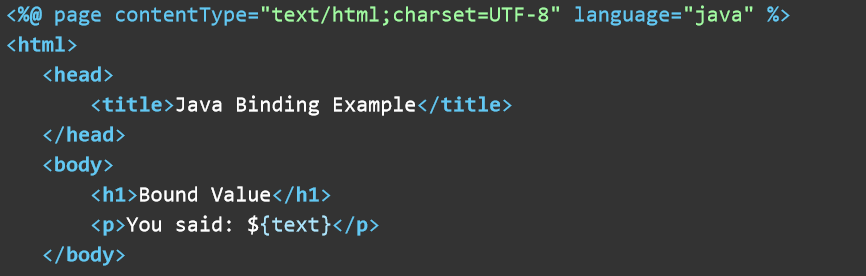 <%@ page contentType="text/html;charset=UTF-8" language="java" %>
<html>
<head>
<title>Java Binding Example</title>
</head>
<body>
<h1>Bound Value</h1>
<p>You said: ${text}</p>
</body>